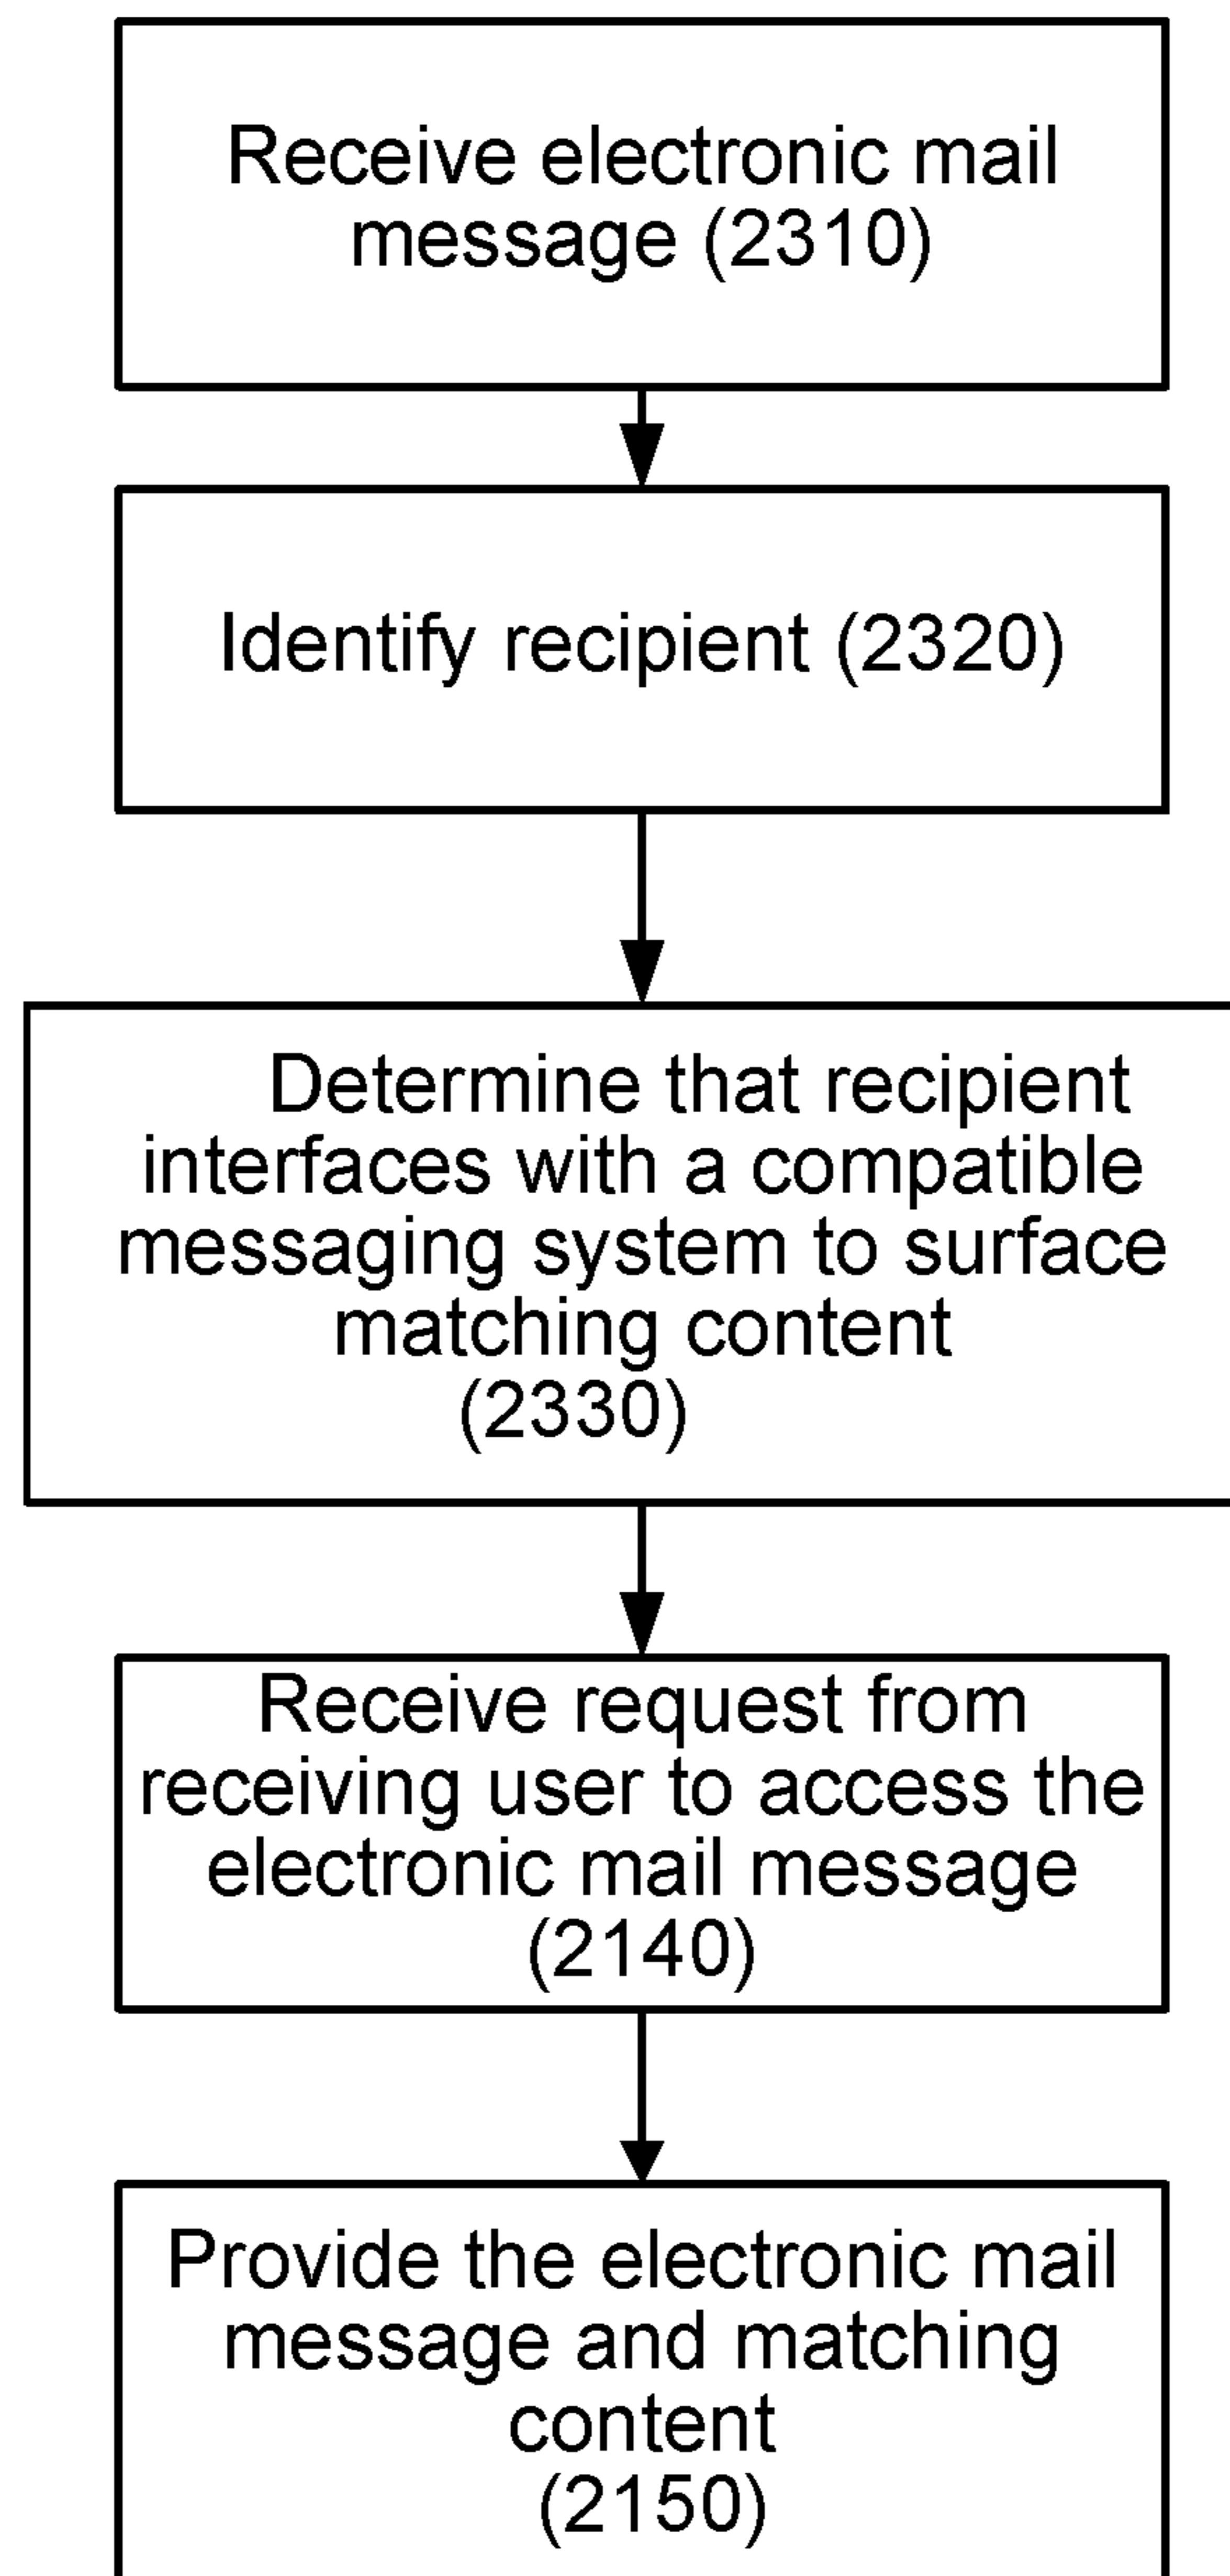 Receive electronic mail
message (2310)
Identify recipient (2320)
Determine that recipient
interfaces with a compatible
messaging system to surface
matching content
(2330)
Receive request from
receiving user to access the
electronic mail message
(2140)
Provide the electronic mail
message and matching
content
(2150)